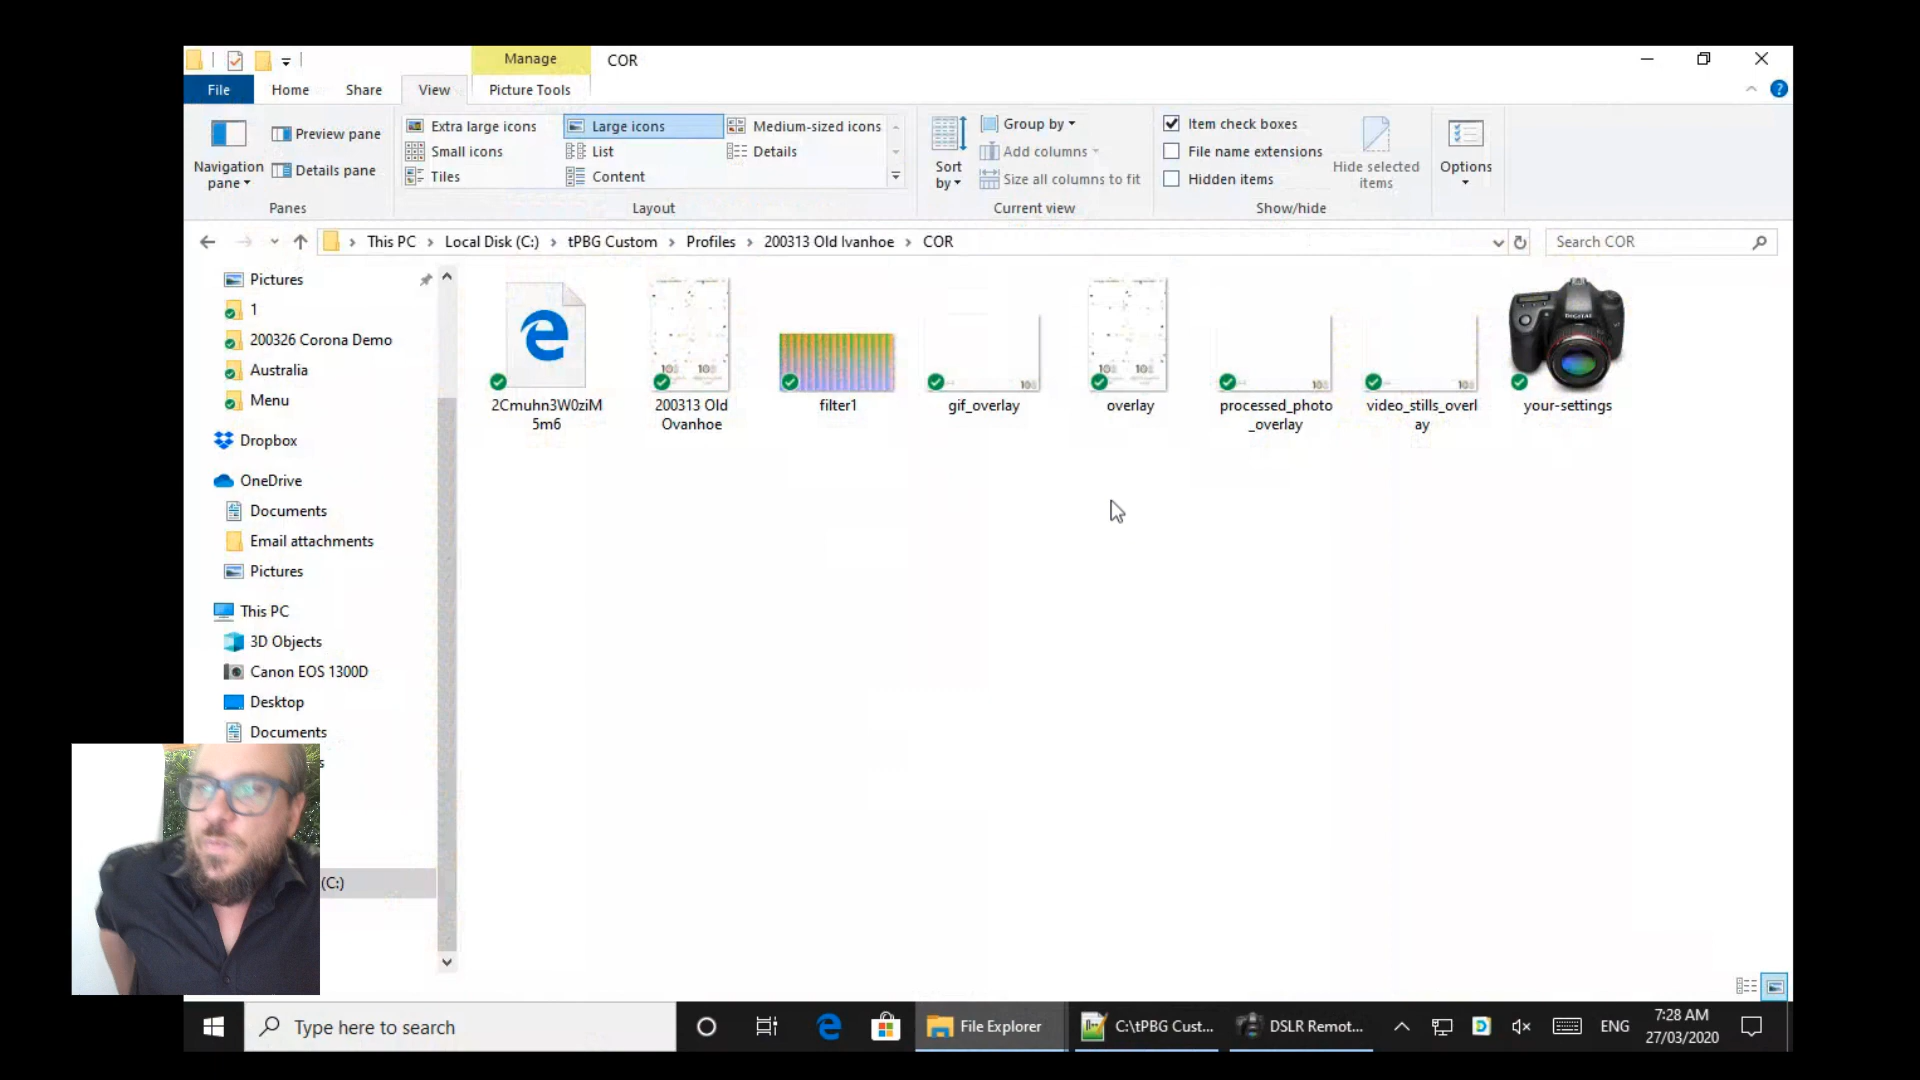 Manage
COR
File
Home
Share
View
Picture Tools
Navigation pane
Preview pane
Details pane
Panes
Extra large icons
Large icons
Medium-sized icons
Small icons
List
Details
Tiles
Content
Layout
Sort by
Group by
Add columns
Size all columns to fit
Current view
Item check boxes
File name extensions
Hidden items
Hide selected items
Show/hide
Options
This PC
Local Disk (C:)
tPBG Custom
Profiles
200313 Old Ivanhoe
COR
Search COR
Pictures
1
200326 Corona Demo
Australia
Menu
Dropbox
OneDrive
Documents
Email attachments
Pictures
This PC
3D Objects
Canon EOS 1300D
Desktop
Documents
(C:)
2Cmuhn3W0ziM
5m6
200313 Old
Ovanhoe
filter1
gif_overlay
overlay
processed_photo
_overlay
video_stills_overl
ay
your-settings
DIGITAL
Type here to search
File Explorer
C:\tPBG Cust...
DSLR Remot...
ENG
7:28 AM
27/03/2020